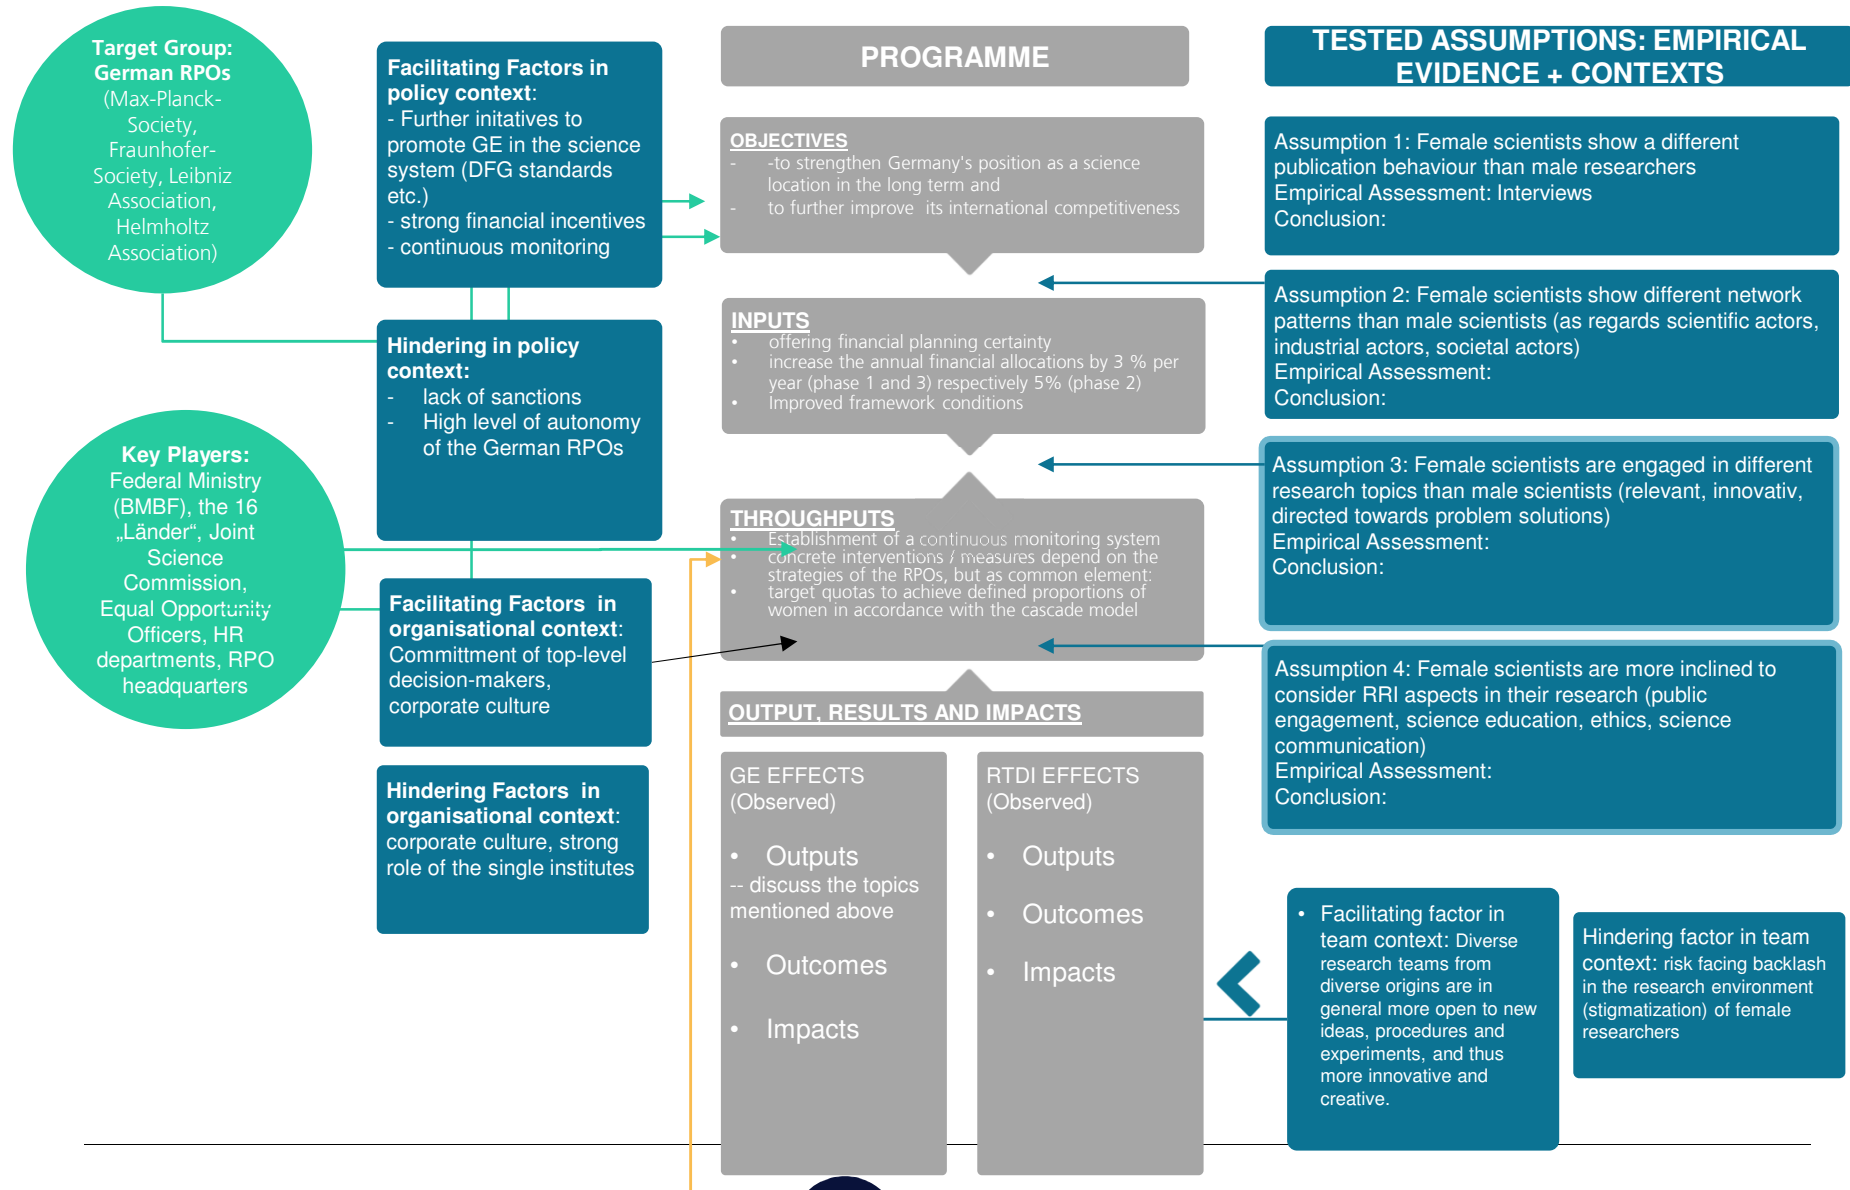 Target Group:
German RPOs
(Max-Planck-
Society,
Fraunhofer-
Society, Leibniz
Association,
Helmholtz
Association)
Key Players:
Federal Ministry
(BMBF), the 16
„Länder“, Joint
Science
Commission,
Equal Opportunity
Officers, HR
departments, RPO
headquarters
Facilitating Factors in
policy context:
- Further initatives to
promote GE in the science
system (DFG standards
etc.)
- strong financial incentives
- continuous monitoring
Hindering in policy
context:
- lack of sanctions
- High level of autonomy
of the German RPOs
Facilitating Factors in
organisational context:
Committment of top-level
decision-makers,
corporate culture
Hindering Factors in
organisational context:
corporate culture, strong
role of the single institutes
PROGRAMME
OBJECTIVES
- -to strengthen Germany's position as a science
location in the long term and
- to further improve its international competitiveness
INPUTS
• offering financial planning certainty
• increase the annual financial allocations by 3 % per
year (phase 1 and 3) respectively 5% (phase 2)
• Improved framework conditions
THROUGHPUTS
• Establishment of a continuous monitoring system
• concrete interventions / measures depend on the
strategies of the RPOs, but as common element:
• target quotas to achieve defined proportions of
women in accordance with the cascade model
OUTPUT, RESULTS AND IMPACTS
GE EFFECTS
(Observed)
• Outputs
-- discuss the topics
mentioned above
• Outcomes
• Impacts
RTDI EFFECTS
(Observed)
• Outputs
• Outcomes
• Impacts
TESTED ASSUMPTIONS: EMPIRICAL
EVIDENCE + CONTEXTS
Assumption 1: Female scientists show a different
publication behaviour than male researchers
Empirical Assessment: Interviews
Conclusion:
Assumption 2: Female scientists show different network
patterns than male scientists (as regards scientific actors,
industrial actors, societal actors)
Empirical Assessment:
Conclusion:
Assumption 3: Female scientists are engaged in different
research topics than male scientists (relevant, innovativ,
directed towards problem solutions)
Empirical Assessment:
Conclusion:
Assumption 4: Female scientists are more inclined to
consider RRI aspects in their research (public
engagement, science education, ethics, science
communication)
Empirical Assessment:
Conclusion:
• Facilitating factor in
team context: Diverse
research teams from
diverse origins are in
general more open to new
ideas, procedures and
experiments, and thus
more innovative and
creative.
Hindering factor in team
context: risk facing backlash
in the research environment
(stigmatization) of female
researchers